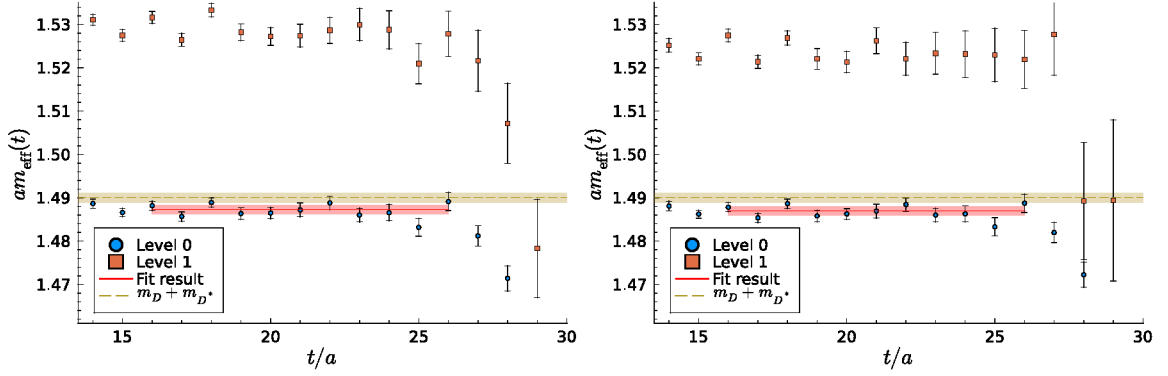 1.53
1.52
1.51
1.50
1.49
1.48
1.47
am_eff(t)
Level 0
Level 1
Fit result
m_D + m_D*
15
20
25
30
t/a
1.53
1.52
1.51
1.50
1.49
1.48
1.47
am_eff(t)
Level 0
Level 1
Fit result
m_D + m_D*
15
20
25
30
t/a